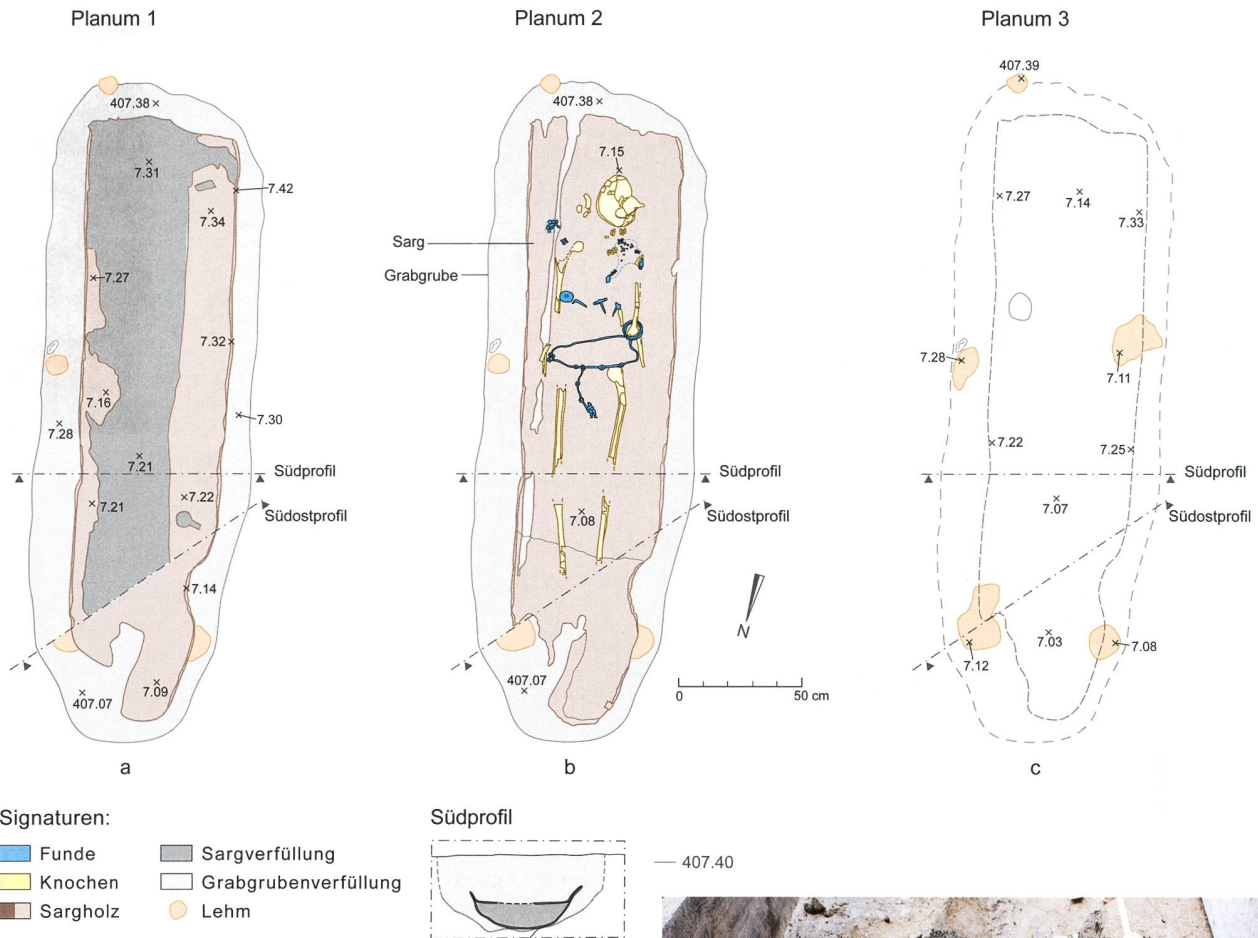 Planum 1
Planum 2
Planum 3
407.38
7.31
7.42
7.34
7.27
7.32
7.16
7.28
7.30
7.21
Südprofil
7.21
7.22
Südostprofil
7.14
7.09
407.07
a
407.38
7.15
Sarg
Grabgrube
Südprofil
7.08
Südostprofil
N
407.07
0
50 cm
b
407.39
7.27
7.14
7.33
7.28
7.11
7.22
7.25
Südprofil
7.07
Südostprofil
7.12
7.03
7.08
c
Signaturen:
Funde
Knochen
Sargholz
Sargverfüllung
Grabgrubenverfüllung
Lehm
Südprofil
407.40